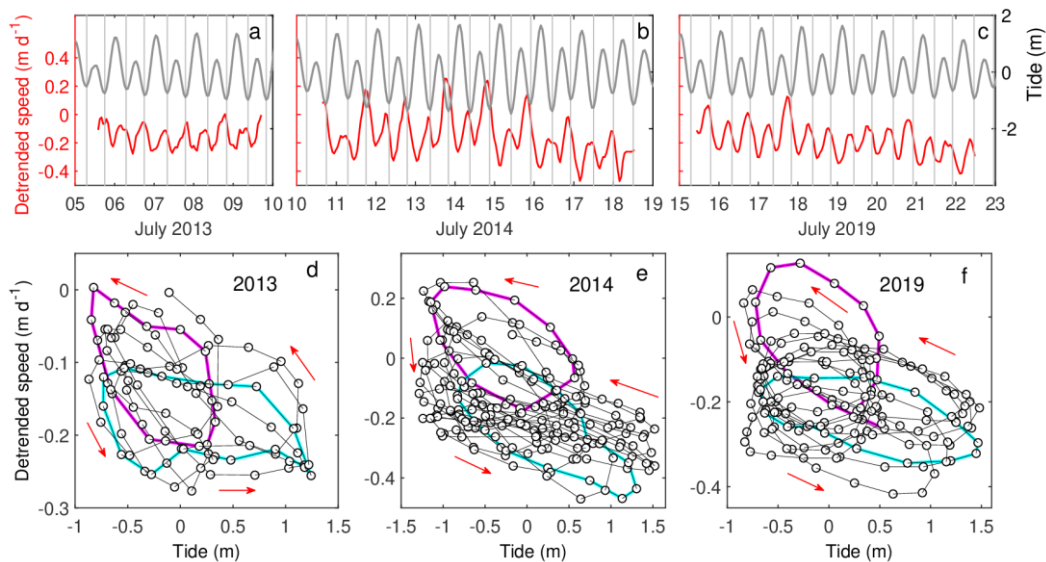 a
b
c
Detrended speed (m d⁻¹)
0.4
0.2
0
-0.2
-0.4
2
0
-2
Tide (m)
05 06 07 08 09 10
10 11 12 13 14 15 16 17 18 19
15 16 17 18 19 20 21 22 23
July 2013
July 2014
July 2019
2013 d
2014 e
2019 f
Detrended speed (m d⁻¹)
0
-0.1
-0.2
-0.3
0.2
0
-0.2
-0.4
0
-0.2
-0.4
-1 -0.5 0 0.5 1 1.5
-1.5 -1 -0.5 0 0.5 1 1.5
-1 -0.5 0 0.5 1 1.5
Tide (m)
Tide (m)
Tide (m)